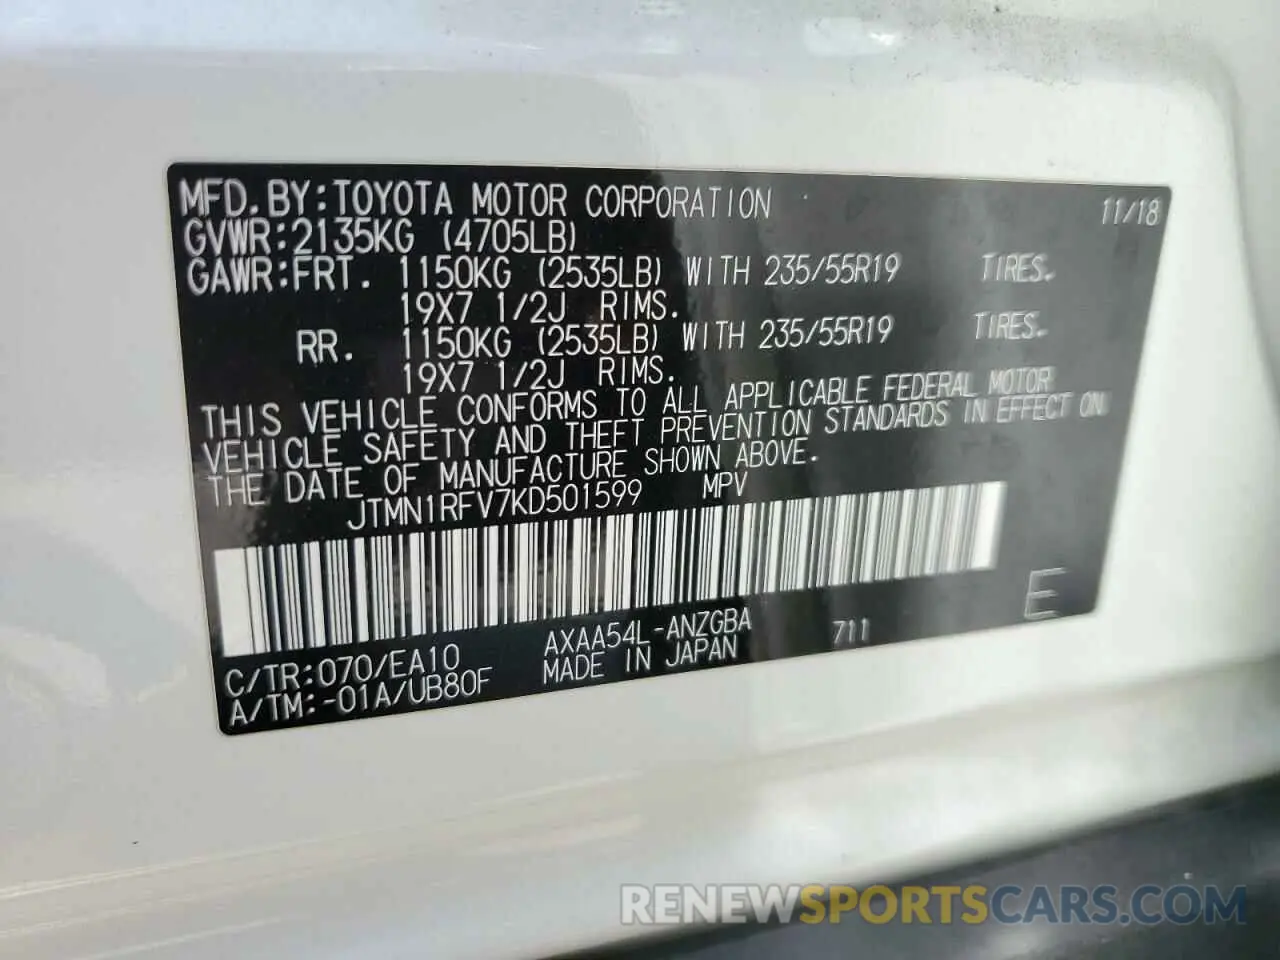 MFD.BY:TOYOTA MOTOR CORPORATION 11/18
GVWR:2135KG (4705LB)
GAWR:FRT. 1150KG (2535LB) WITH 235/55R19 TIRES.
19X7 1/2J RIMS.
RR. 1150KG (2535LB) WITH 235/55R19 TIRES.
19X7 1/2J RIMS.
THIS VEHICLE CONFORMS TO ALL APPLICABLE FEDERAL MOTOR
VEHICLE SAFETY AND THEFT PREVENTION STANDARDS IN EFFECT ON
THE DATE OF MANUFACTURE SHOWN ABOVE.
JTMN1RFV7KD501599 MPV
E
C/TR:070/EA10 AXAA54L-ANZGBA 711
A/TM:-01A/UB80F MADE IN JAPAN
RENEWSPORTSCARS.COM